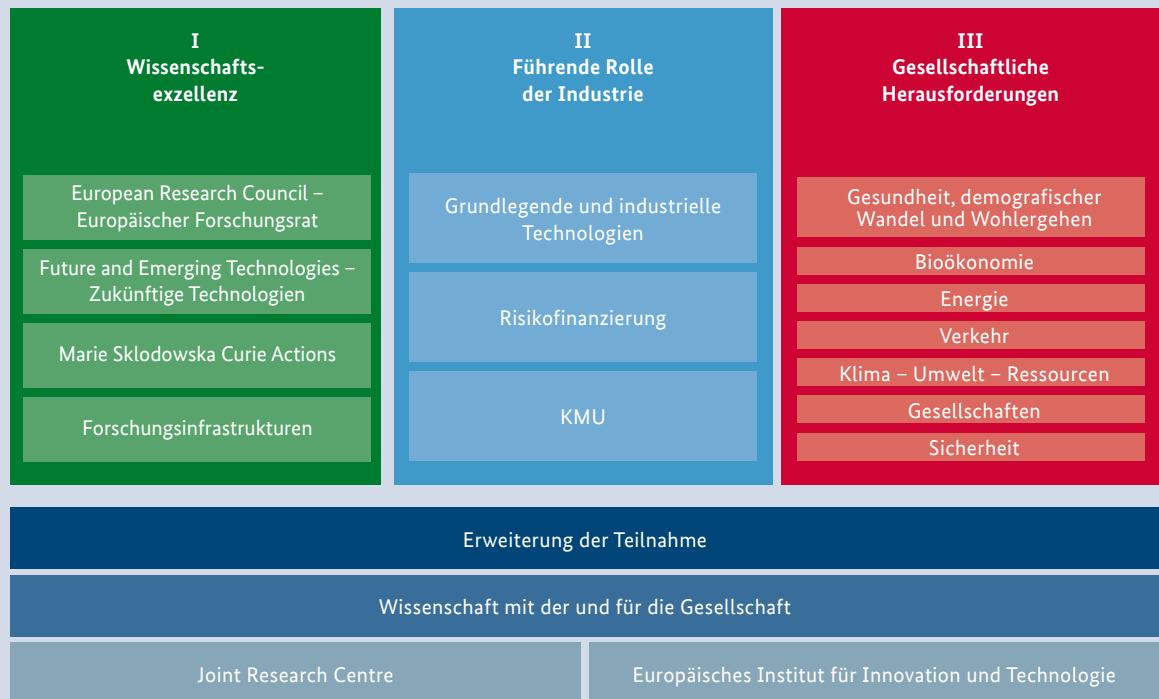 I
Wissenschafts-
exzellenz
European Research Council –
Europäischer Forschungsrat
Future and Emerging Technologies –
Zukünftige Technologien
Marie Sklodowska Curie Actions
Forschungsinfrastrukturen
II
Führende Rolle
der Industrie
Grundlegende und industrielle
Technologien
Risikofinanzierung
KMU
III
Gesellschaftliche
Herausforderungen
Gesundheit, demografischer
Wandel und Wohlergehen
Bioökonomie
Energie
Verkehr
Klima – Umwelt – Ressourcen
Gesellschaften
Sicherheit
Erweiterung der Teilnahme
Wissenschaft mit der und für die Gesellschaft
Joint Research Centre
Europäisches Institut für Innovation und Technologie